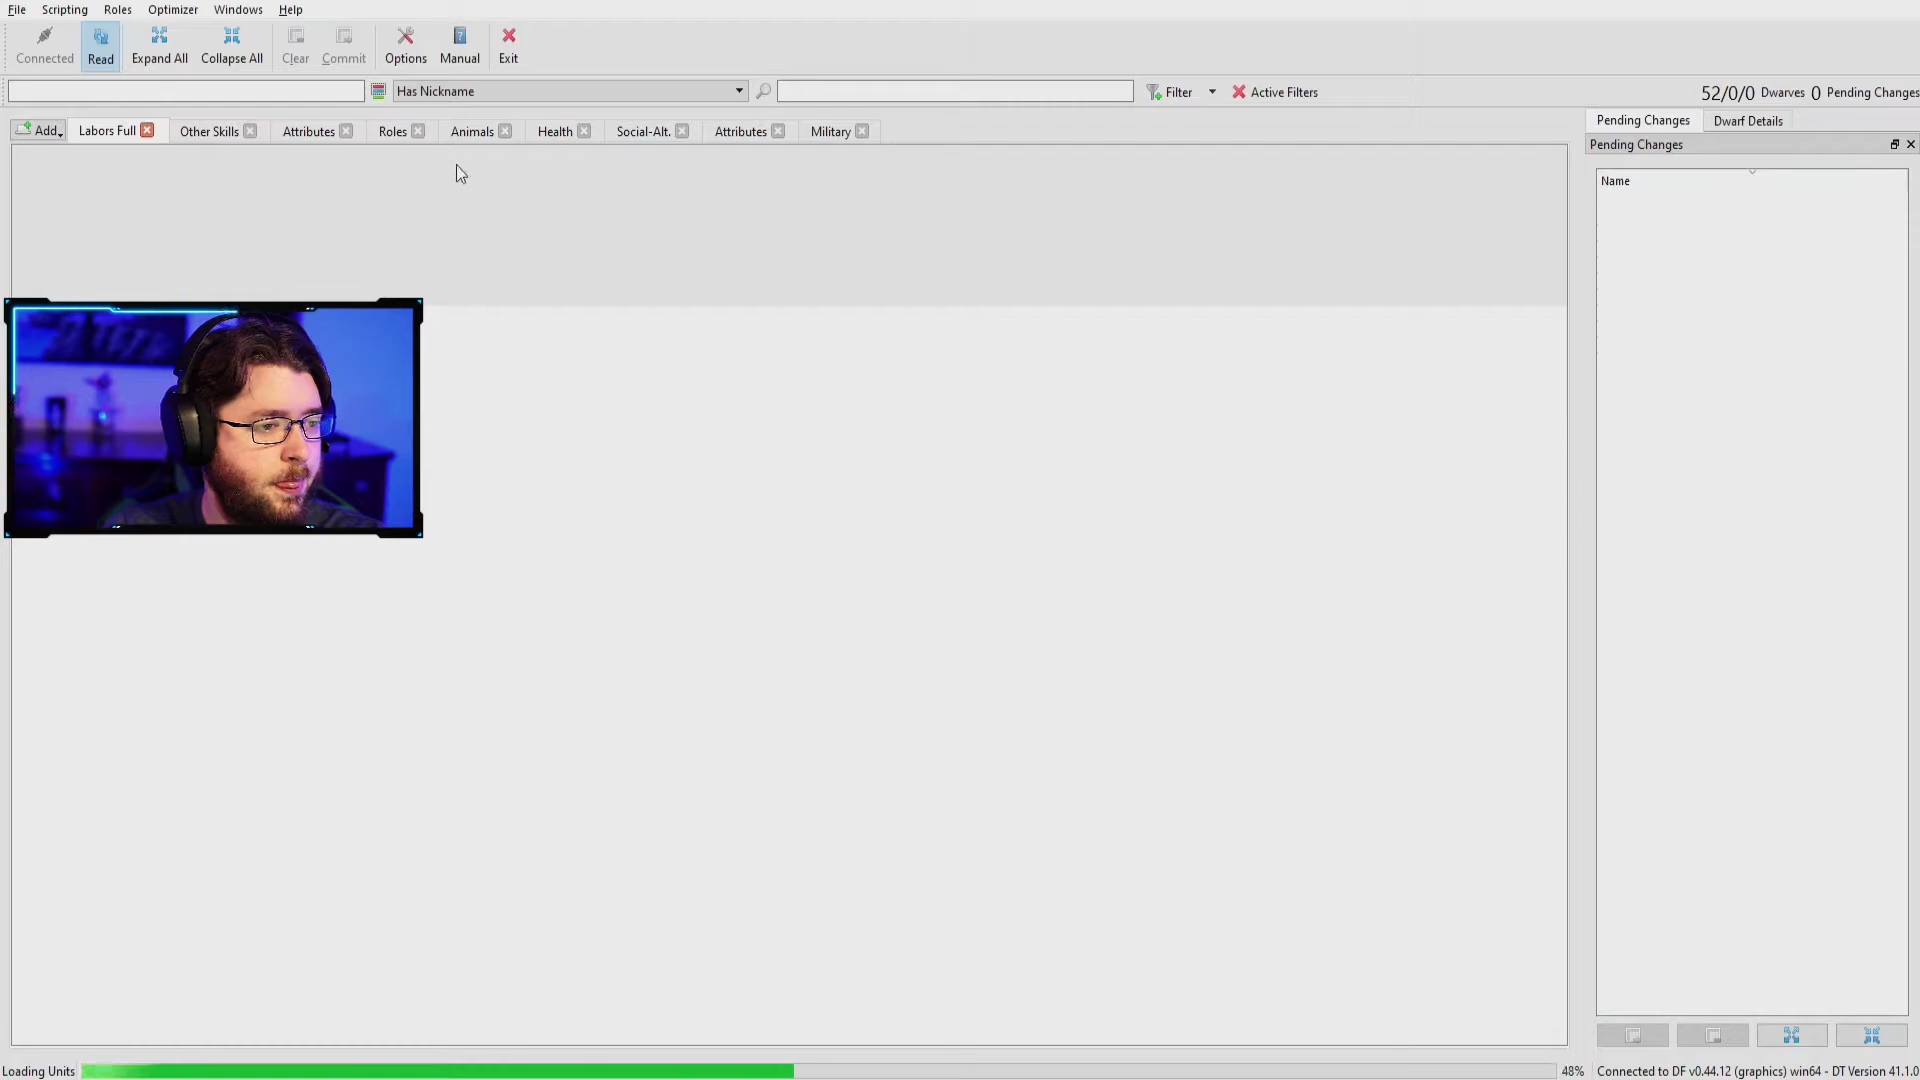 File Scripting Roles Optimizer Windows Help
Connected Read Expand All Collapse All Clear Commit Options Manual Exit
Has Nickname Filter Active Filters 52/0/0 Dwarves 0 Pending Changes
Add Labors Full Other Skills Attributes Roles Animals Health Social-Alt. Attributes Military
Pending Changes Dwarf Details
Pending Changes
Name
Loading Units 48% Connected to DF v0.44.12 (graphics) win64 - DT Version 41.1.0